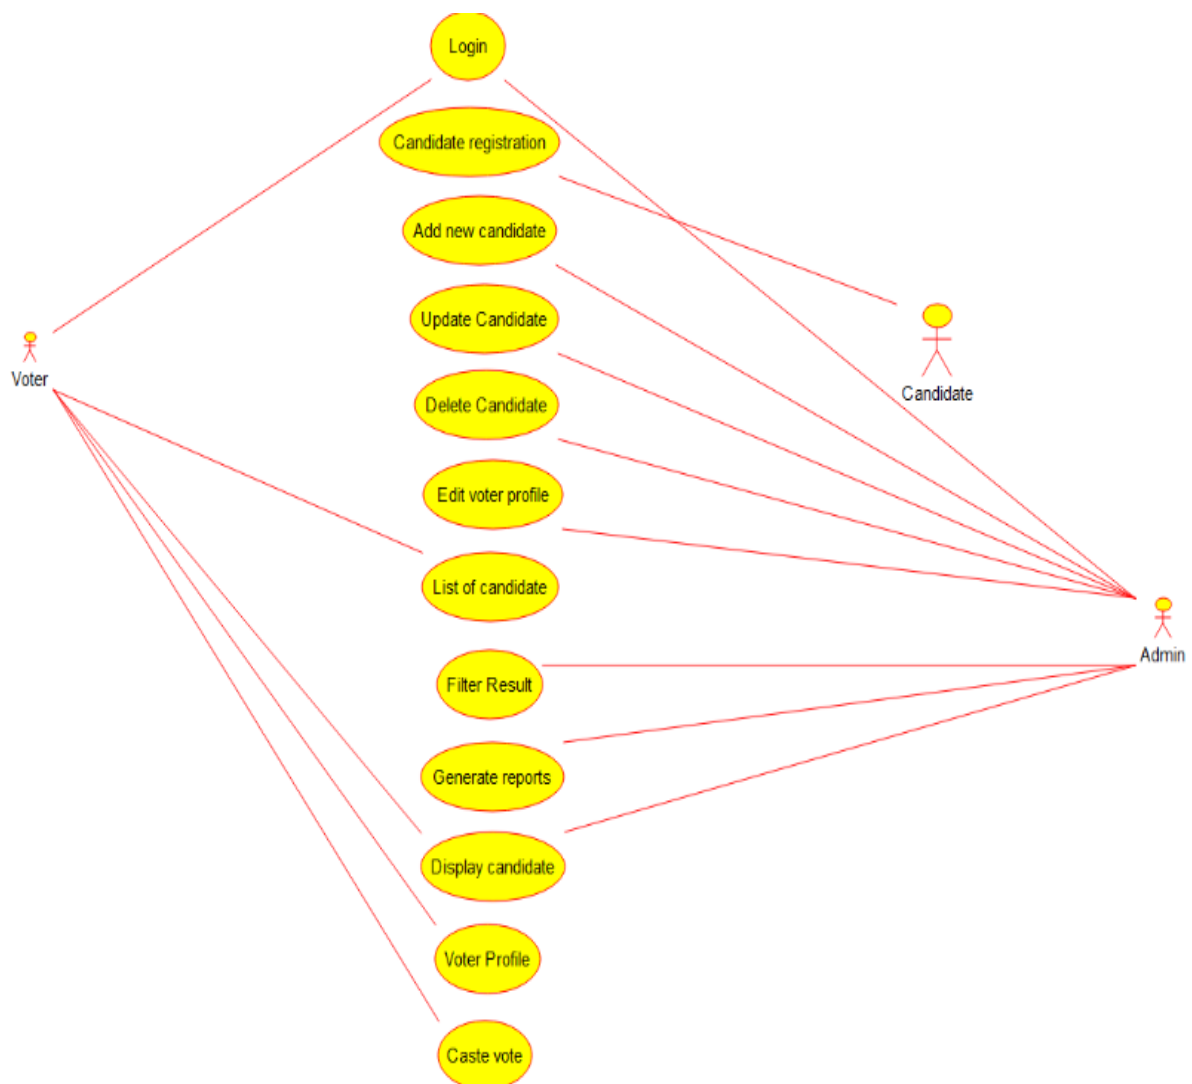 Login
Candidate registration
Add new candidate
Update Candidate
Voter
Delete Candidate
Candidate
Edit voter profile
List of candidate
Admin
Filter Result
Generate reports
Display candidate
Voter Profile
Caste vote